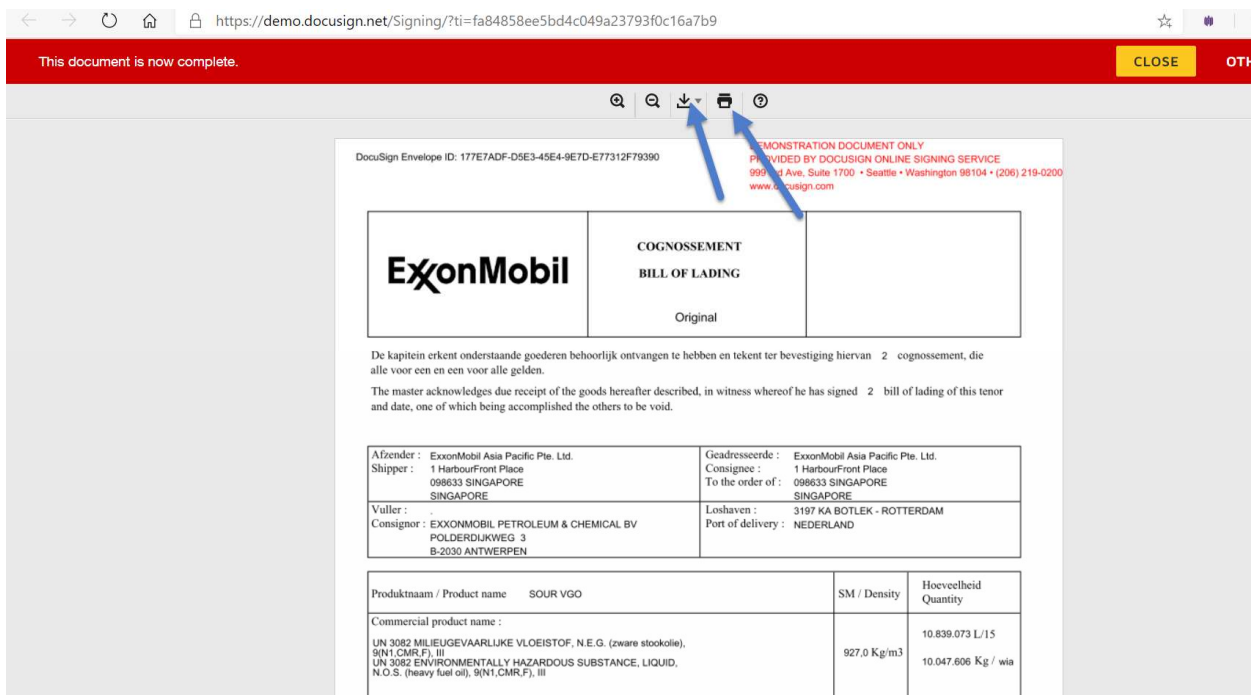 https://demo.docusign.net/Signing/?ti=fa84858ee5bd4c049a23793f0c16a7b9
This document is now complete.
CLOSE
OTH
DocuSign Envelope ID: 177E7ADF-D5E3-45E4-9E7D-E77312F79390
DEMONSTRATION DOCUMENT ONLY
PROVIDED BY DOCUSIGN ONLINE SIGNING SERVICE
999 3rd Ave, Suite 1700 • Seattle • Washington 98104 • (206) 219-0200
www.docusign.com
ExxonMobil
COGNOSSEMENT
BILL OF LADING
Original
De kapitein erkent onderstaande goederen behoorlijk ontvangen te hebben en tekent ter bevestiging hiervan 2 cognossement, die
alle voor een en een voor alle gelden.
The master acknowledges due receipt of the goods hereafter described, in witness whereof he has signed 2 bill of lading of this tenor
and date, one of which being accomplished the others to be void.
Afzender : ExxonMobil Asia Pacific Pte. Ltd.
Shipper : 1 HarbourFront Place
098633 SINGAPORE
SINGAPORE
Geadresseerde : ExxonMobil Asia Pacific Pte. Ltd.
Consignee : 1 HarbourFront Place
To the order of : 098633 SINGAPORE
SINGAPORE
Vuller : .
Consignor : EXXONMOBIL PETROLEUM & CHEMICAL BV
POLDERDIJKWEG 3
B-2030 ANTWERPEN
Loshaven : 3197 KA BOTLEK - ROTTERDAM
Port of delivery : NEDERLAND
Produktnaam / Product name SOUR VGO
SM / Density
Hoeveelheid
Quantity
Commercial product name :
UN 3082 MILIEUGEVAARLIJKE VLOEISTOF, N.E.G. (zware stookolie),
9(N1,CMR,F), III
UN 3082 ENVIRONMENTALLY HAZARDOUS SUBSTANCE, LIQUID,
N.O.S. (heavy fuel oil), 9(N1,CMR,F), III
927,0 Kg/m3
10.839.073 L/15
10.047.606 Kg / wia